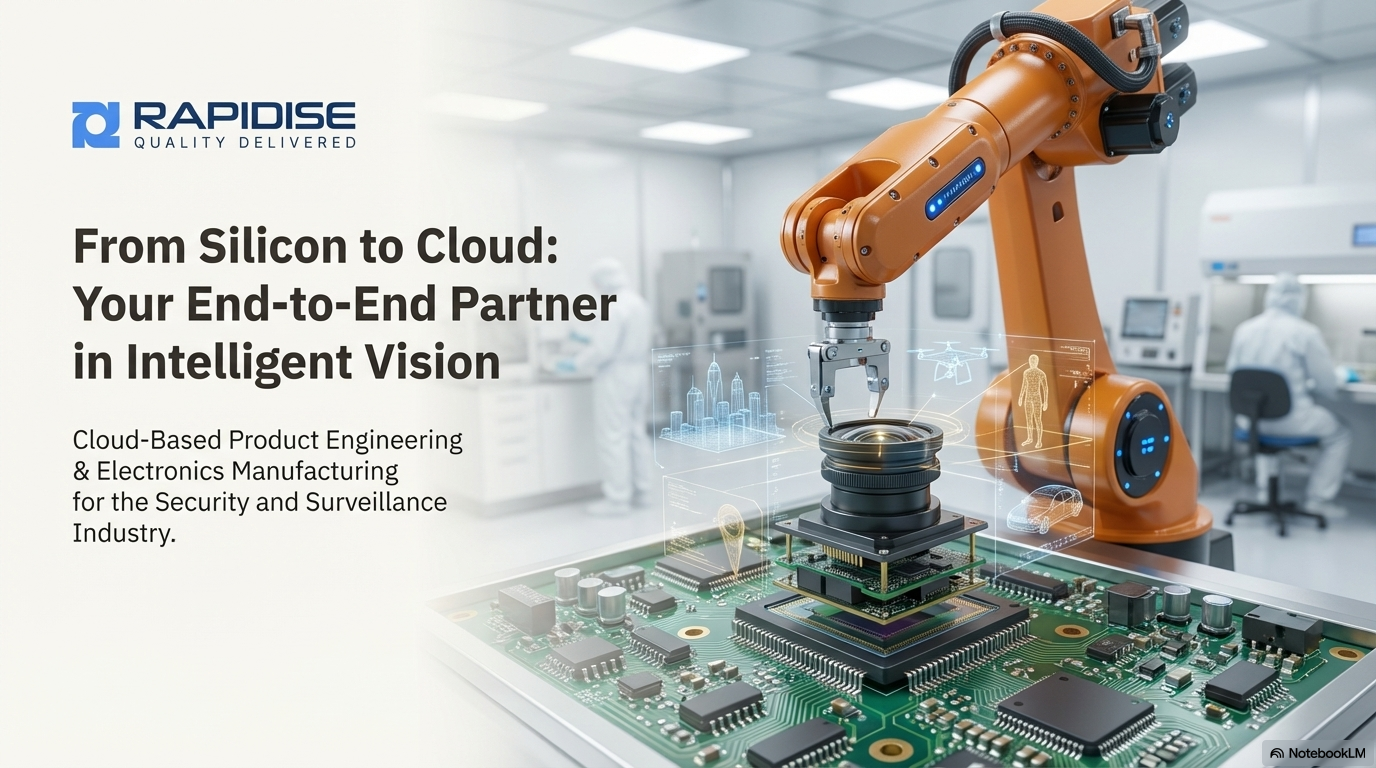 RAPIDISE
QUALITY DELIVERED
From Silicon to Cloud:
Your End-to-End Partner
in Intelligent Vision
Cloud-Based Product Engineering
& Electronics Manufacturing
for the Security and Surveillance
Industry.
NotebookLM